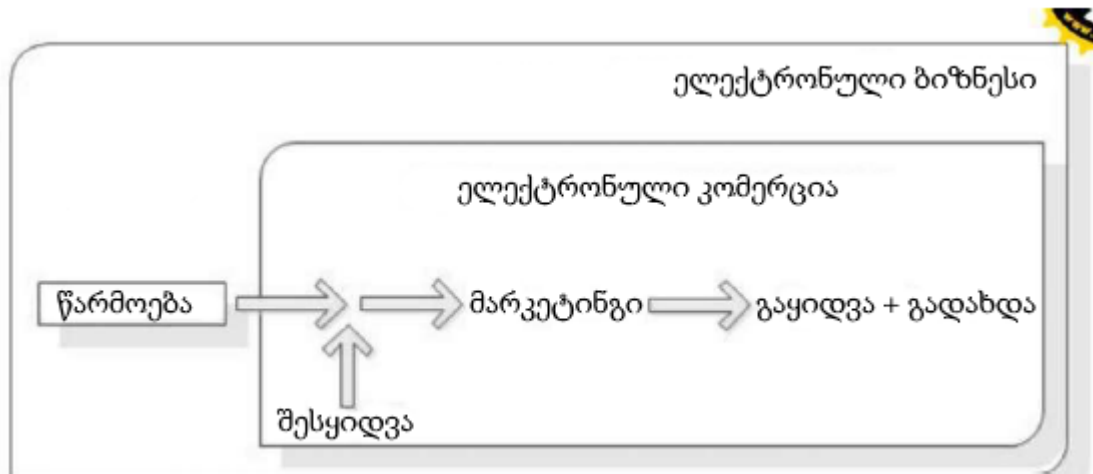 ელექტრონული ბიზნესი
ელექტრონული კომერცია
წარმოება
მარკეტინგი
გაყიდვა + გადახდა
შესყიდვა